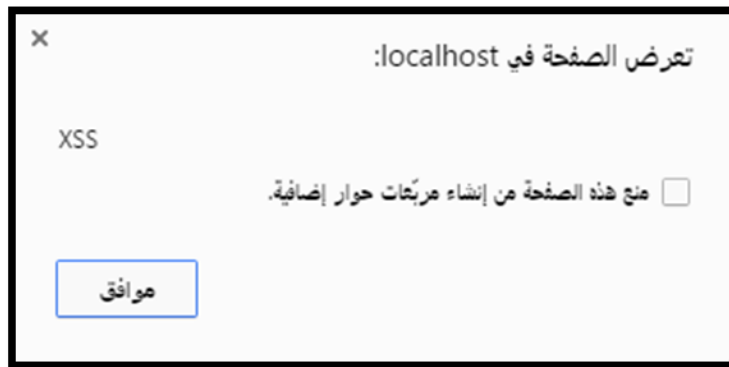 تعرض الصفحة في localhost:
XSS
منع هذه الصفحة من إنشاء مربّعات حوار إضافية.
موافق